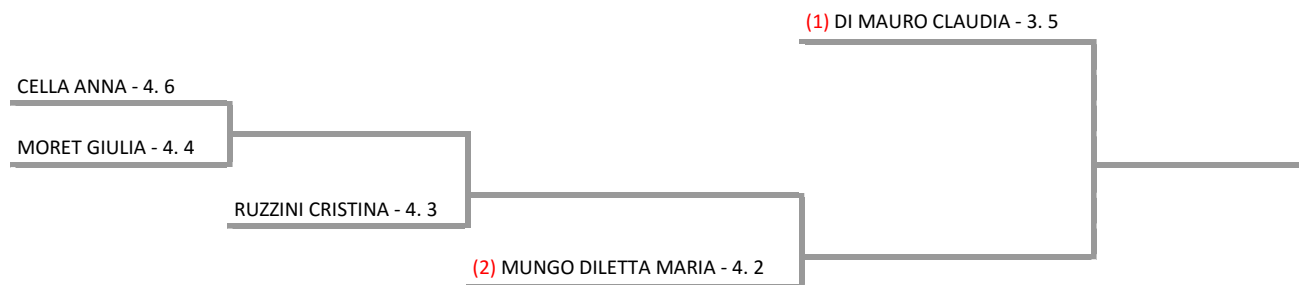 (1) DI MAURO CLAUDIA - 3. 5
CELLA ANNA - 4. 6
MORET GIULIA - 4. 4
RUZZINI CRISTINA - 4. 3
(2) MUNGO DILETTA MARIA - 4. 2